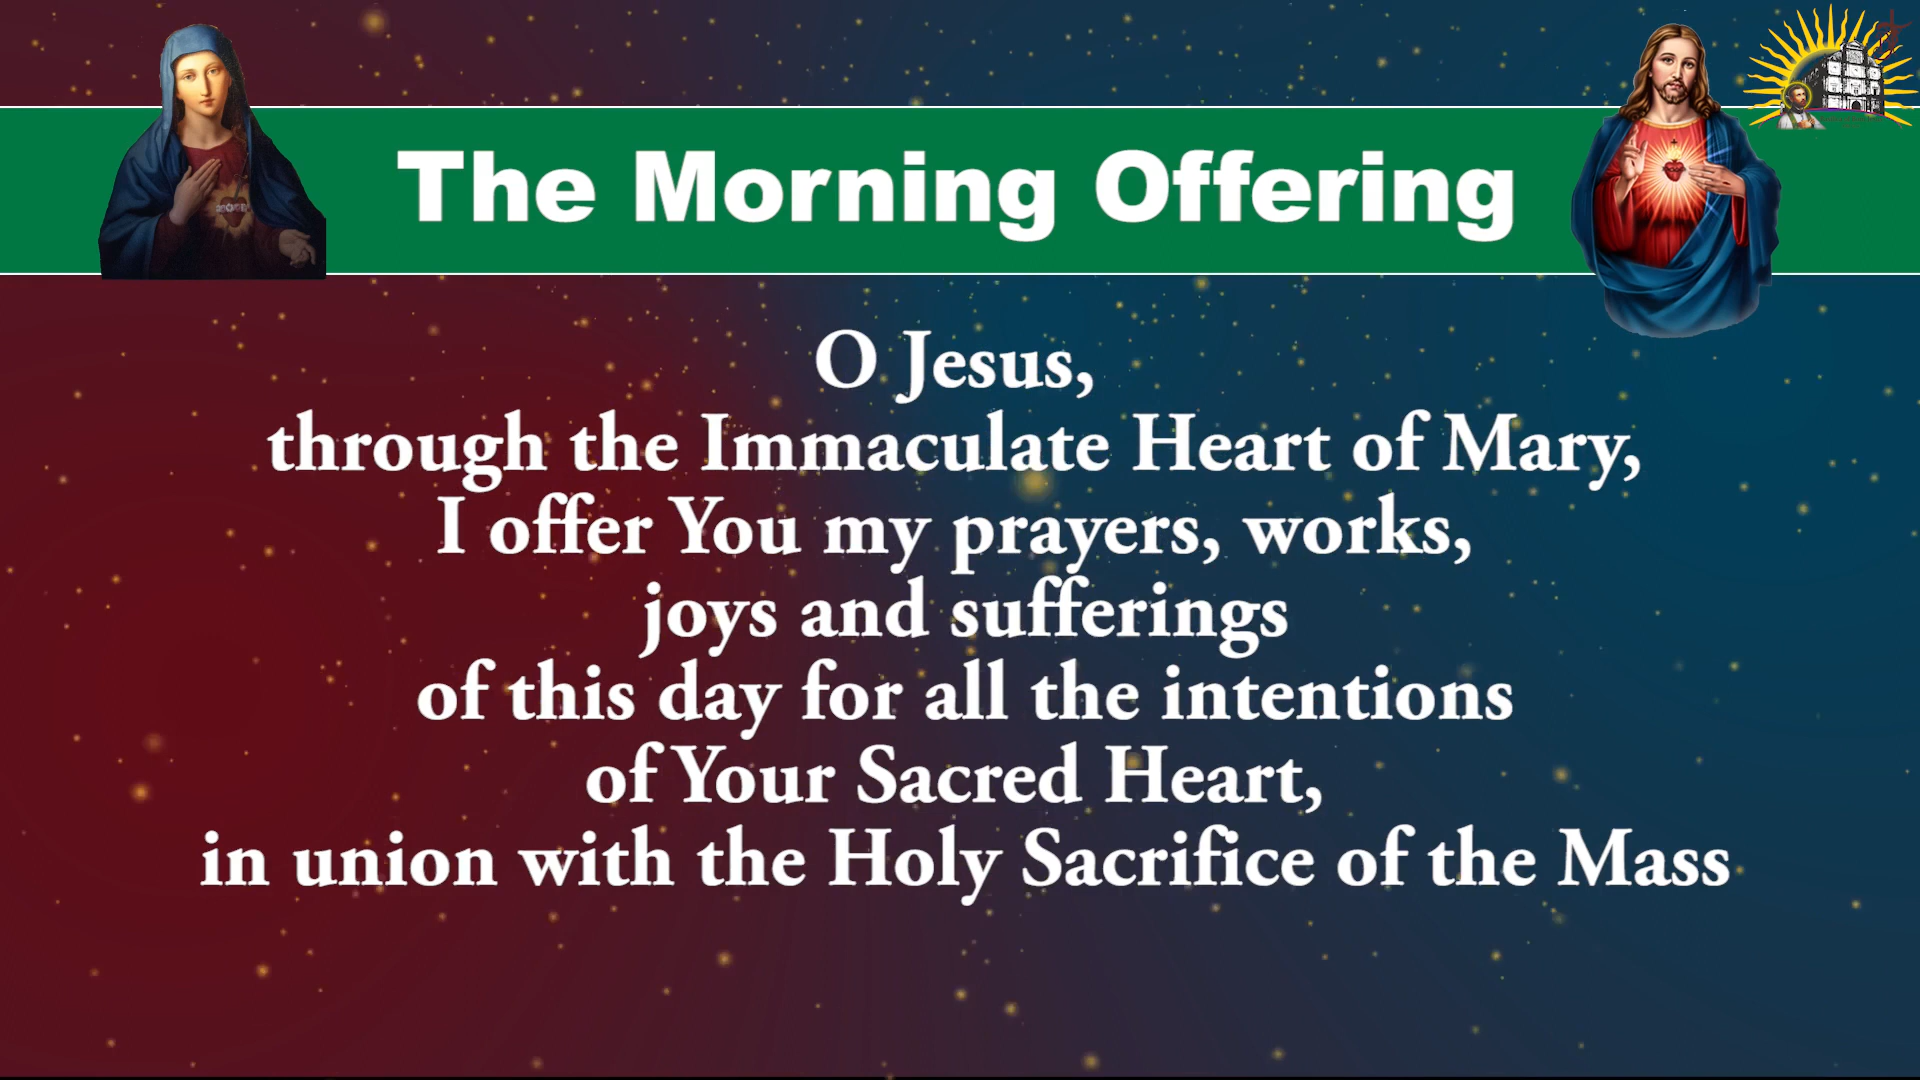 The Morning Offering
O Jesus,
through the Immaculate Heart of Mary,
I offer You my prayers, works,
joys and sufferings
of this day for all the intentions
of Your Sacred Heart,
in union with the Holy Sacrifice of the Mass